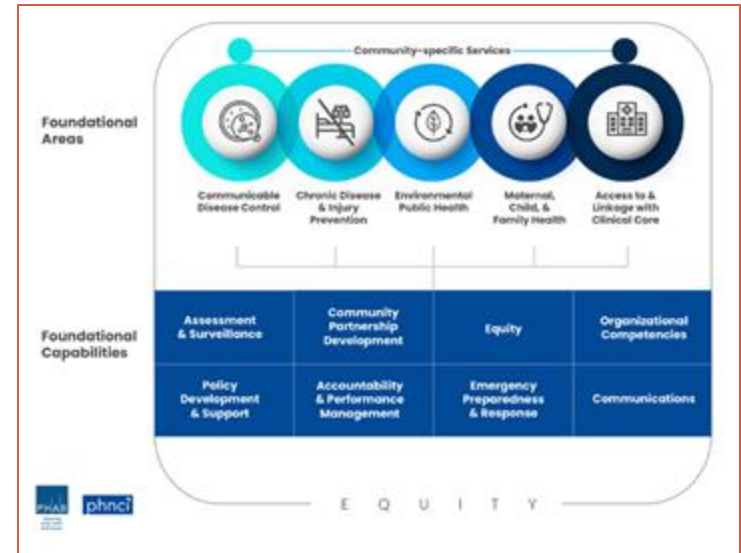 Community-specific Services
Foundational
Areas
Communicable
Disease Control
Chronic Disease
& Injury
Prevention
Environmental
Public Health
Maternal,
Child, &
Family Health
Access to &
Linkage with
Clinical Care
Foundational
Capabilities
Assessment
& Surveillance
Community
Partnership
Development
Equity
Organizational
Competencies
Policy
Development
& Support
Accountability
& Performance
Management
Emergency
Preparedness
& Response
Communications
PHAB
phnci
E Q U I T Y